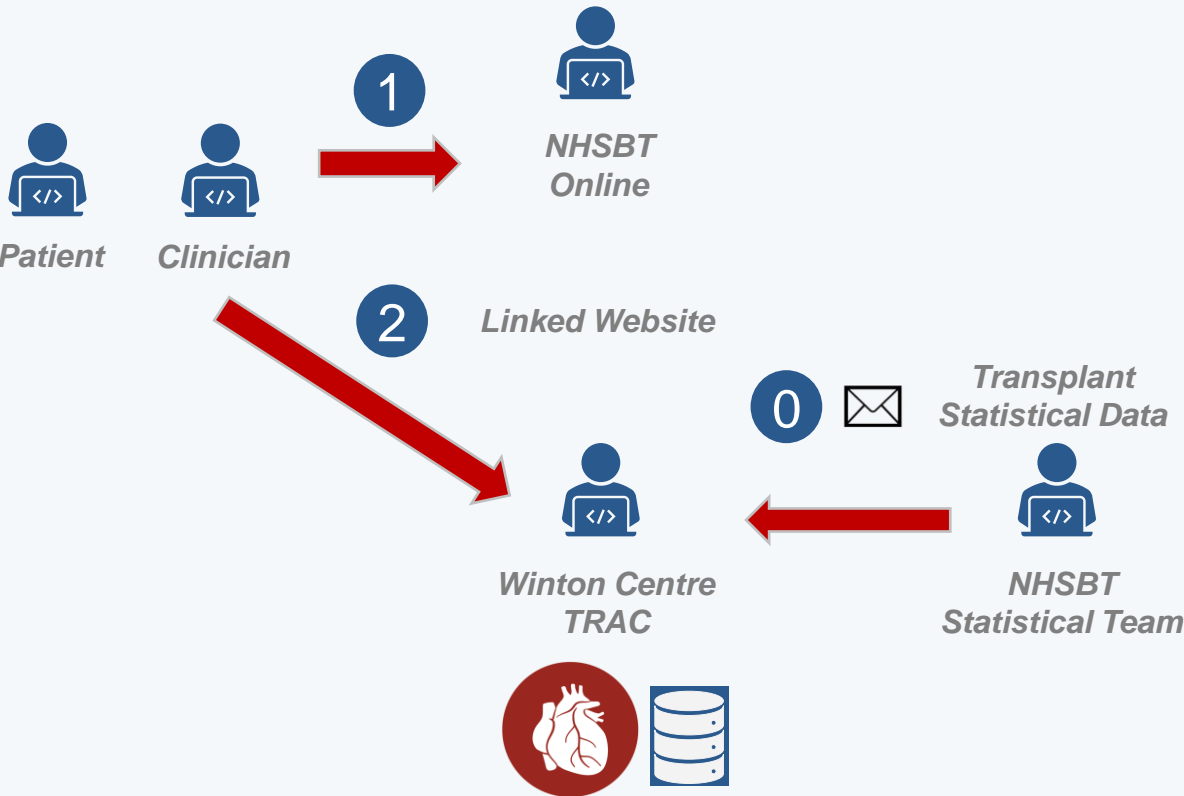 1
</>
NHSBT
Online
</>
</>
Patient
Clinician
2
Linked Website
0
Transplant
Statistical Data
</>
</>
Winton Centre
TRAC
NHSBT
Statistical Team